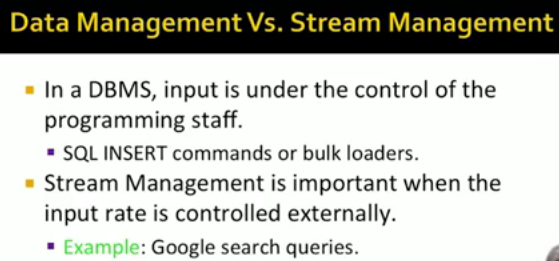 Data Management Vs. Stream Management
In a DBMS, input is under the control of the
programming staff.
SQL INSERT commands or bulk loaders.
Stream Management is important when the
input rate is controlled externally.
Example: Google search queries.